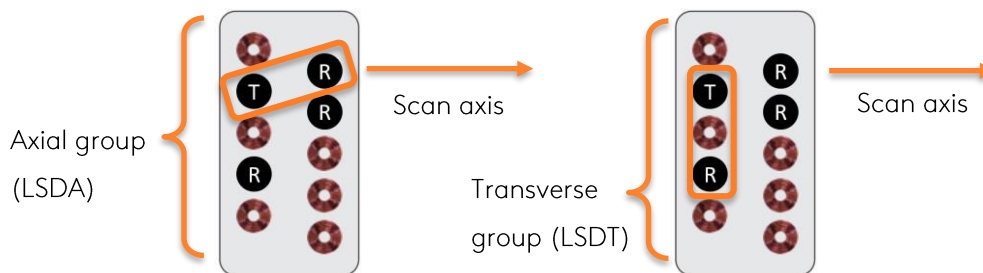 Axial group
(LSDA)
T
R
R
R
Scan axis
Transverse
group (LSDT)
T
R
R
R
Scan axis